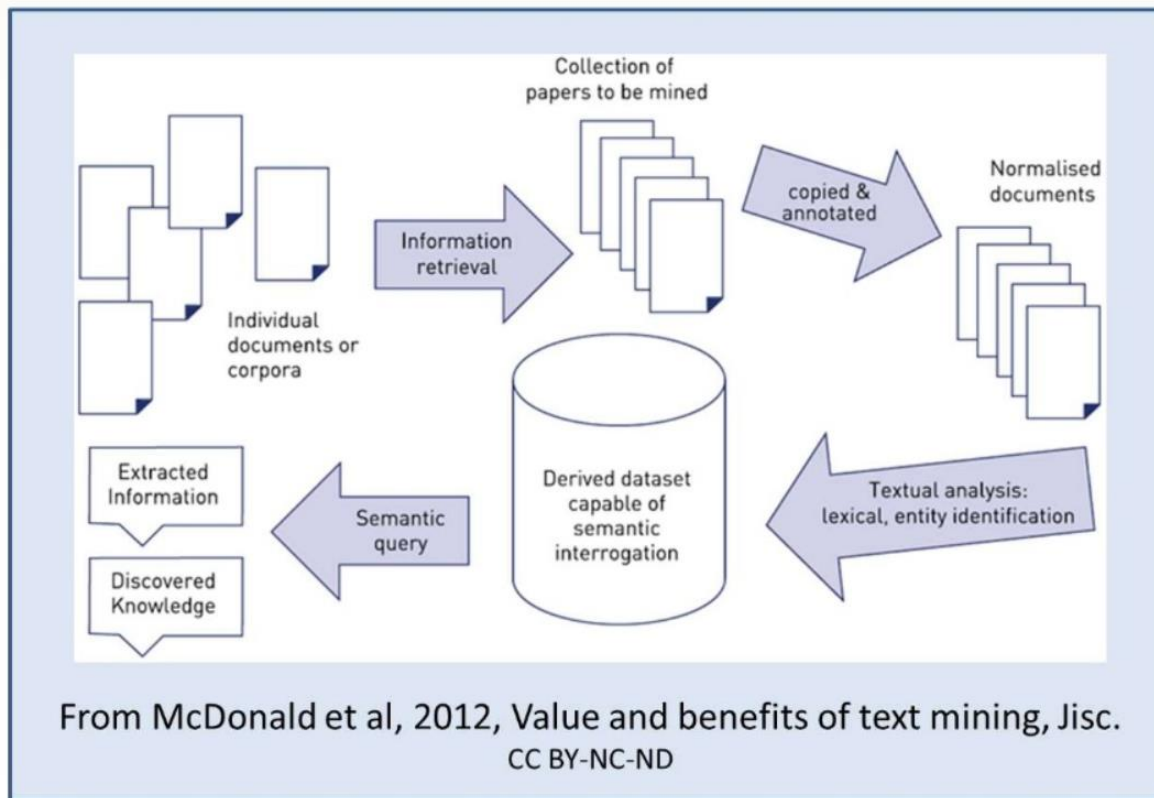 Collection of
papers to be mined
Individual
documents or
corpora
Information
retrieval
copied &
annotated
Normalised
documents
Textual analysis:
lexical, entity identification
Derived dataset
capable of
semantic
interrogation
Semantic
query
Extracted
Information
Discovered
Knowledge
From McDonald et al, 2012, Value and benefits of text mining, Jisc.
CC BY-NC-ND